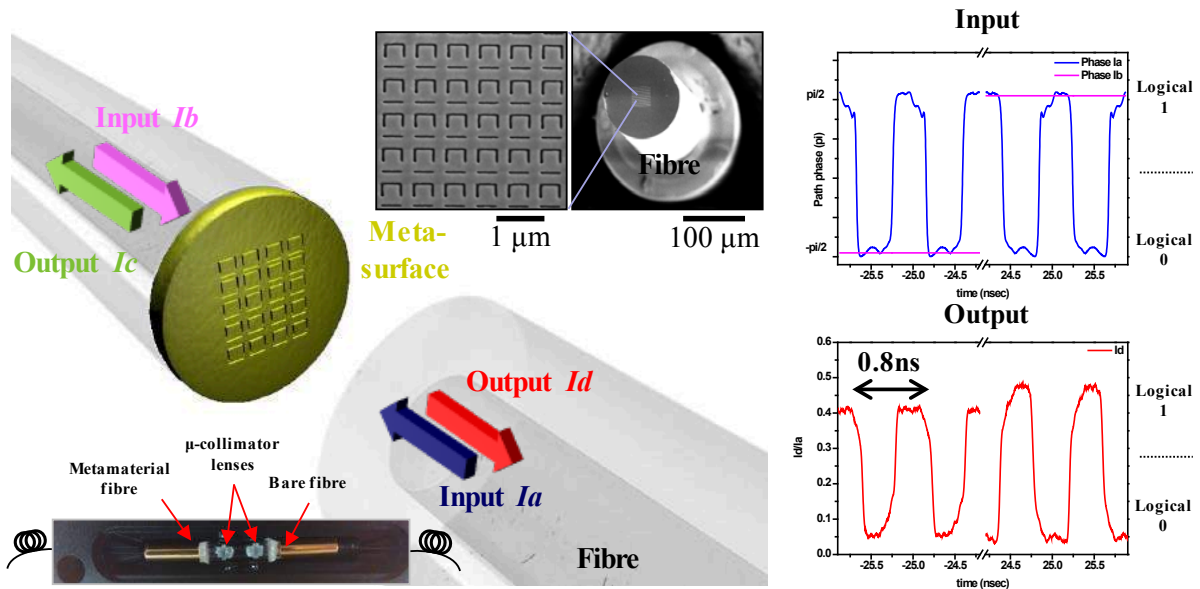 Input Ib
Output Ic
Meta-
surface
1 μm
Fibre
100 μm
Output Id
Input Ia
Fibre
μ-collimator
lenses
Metamaterial
fibre
Bare fibre
Input
Phase Ia
Phase Ib
Path phase (pi)
pi/2
-pi/2
Logical
1
Logical
0
-25.5
-25.0
-24.5
24.5
25.0
25.5
time (nsec)
Output
Id
0.8ns
Id/Ia
0.6
0.5
0.4
0.3
0.2
0.1
0.0
Logical
1
Logical
0
-25.5
-25.0
-24.5
24.5
25.0
25.5
time (nsec)